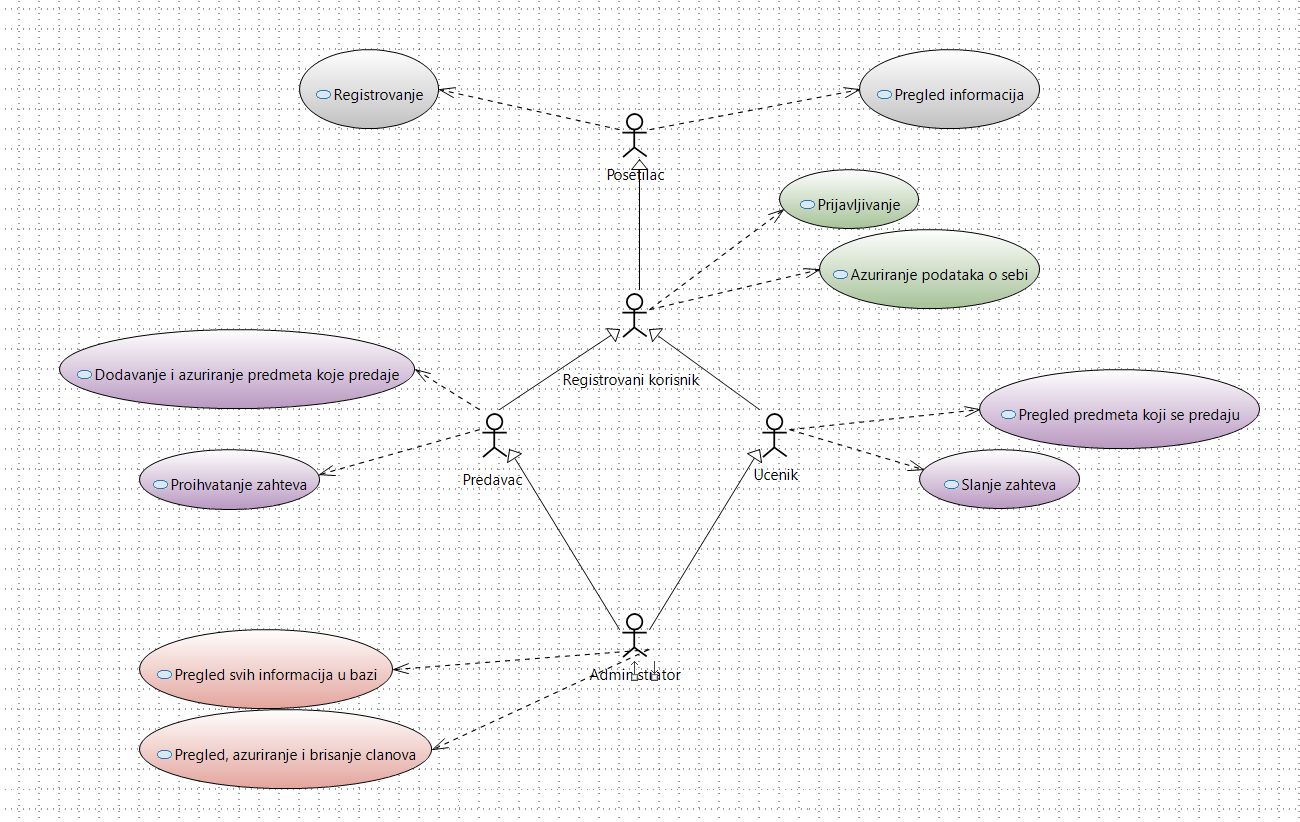 Registrovanje
Pregled informacija
Posetilac
Prijavljivanje
Azuriranje podataka o sebi
Registrovani korisnik
Dodavanje i azuriranje predmeta koje predaje
Pregled predmeta koji se predaju
Predavac
Ucenik
Proihvatanje zahteva
Slanje zahteva
Administrator
Pregled svih informacija u bazi
Pregled, azuriranje i brisanje clanova